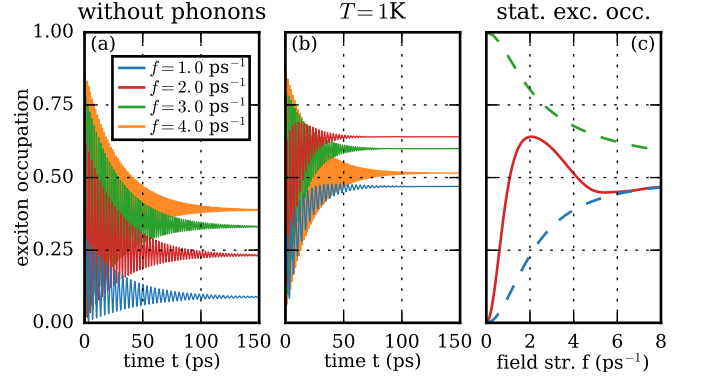 without phonons
T = 1K
stat. exc. occ.
(a)
(b)
(c)
exciton occupation
1.00
0.75
0.50
0.25
0.00
f = 1.0 ps⁻¹
f = 2.0 ps⁻¹
f = 3.0 ps⁻¹
f = 4.0 ps⁻¹
0 50 100 150
0 50 100 150
0 2 4 6 8
time t (ps)
time t (ps)
field str. f (ps⁻¹)